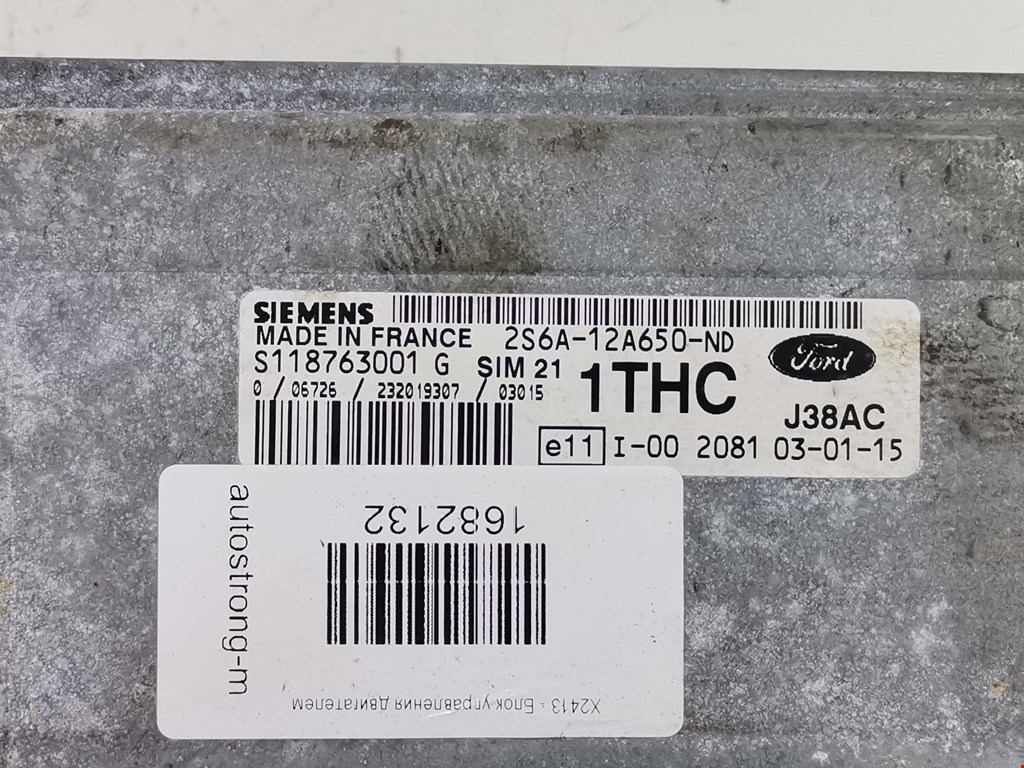 SIEMENS
MADE IN FRANCE 2S6A-12A650-ND
S118763001 G SIM 21
Ford
0 / 06726 / 232019307 / 03015
1THC
J38AC
e11 I-00 2081 03-01-15
1682132
autostrong-m
X2413 - Блок управления двигателем